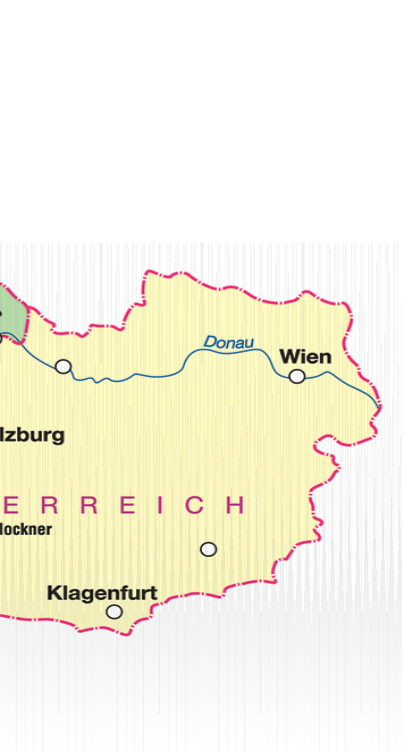 Donau
Wien
lzburg
ERREICH
lockner
Klagenfurt